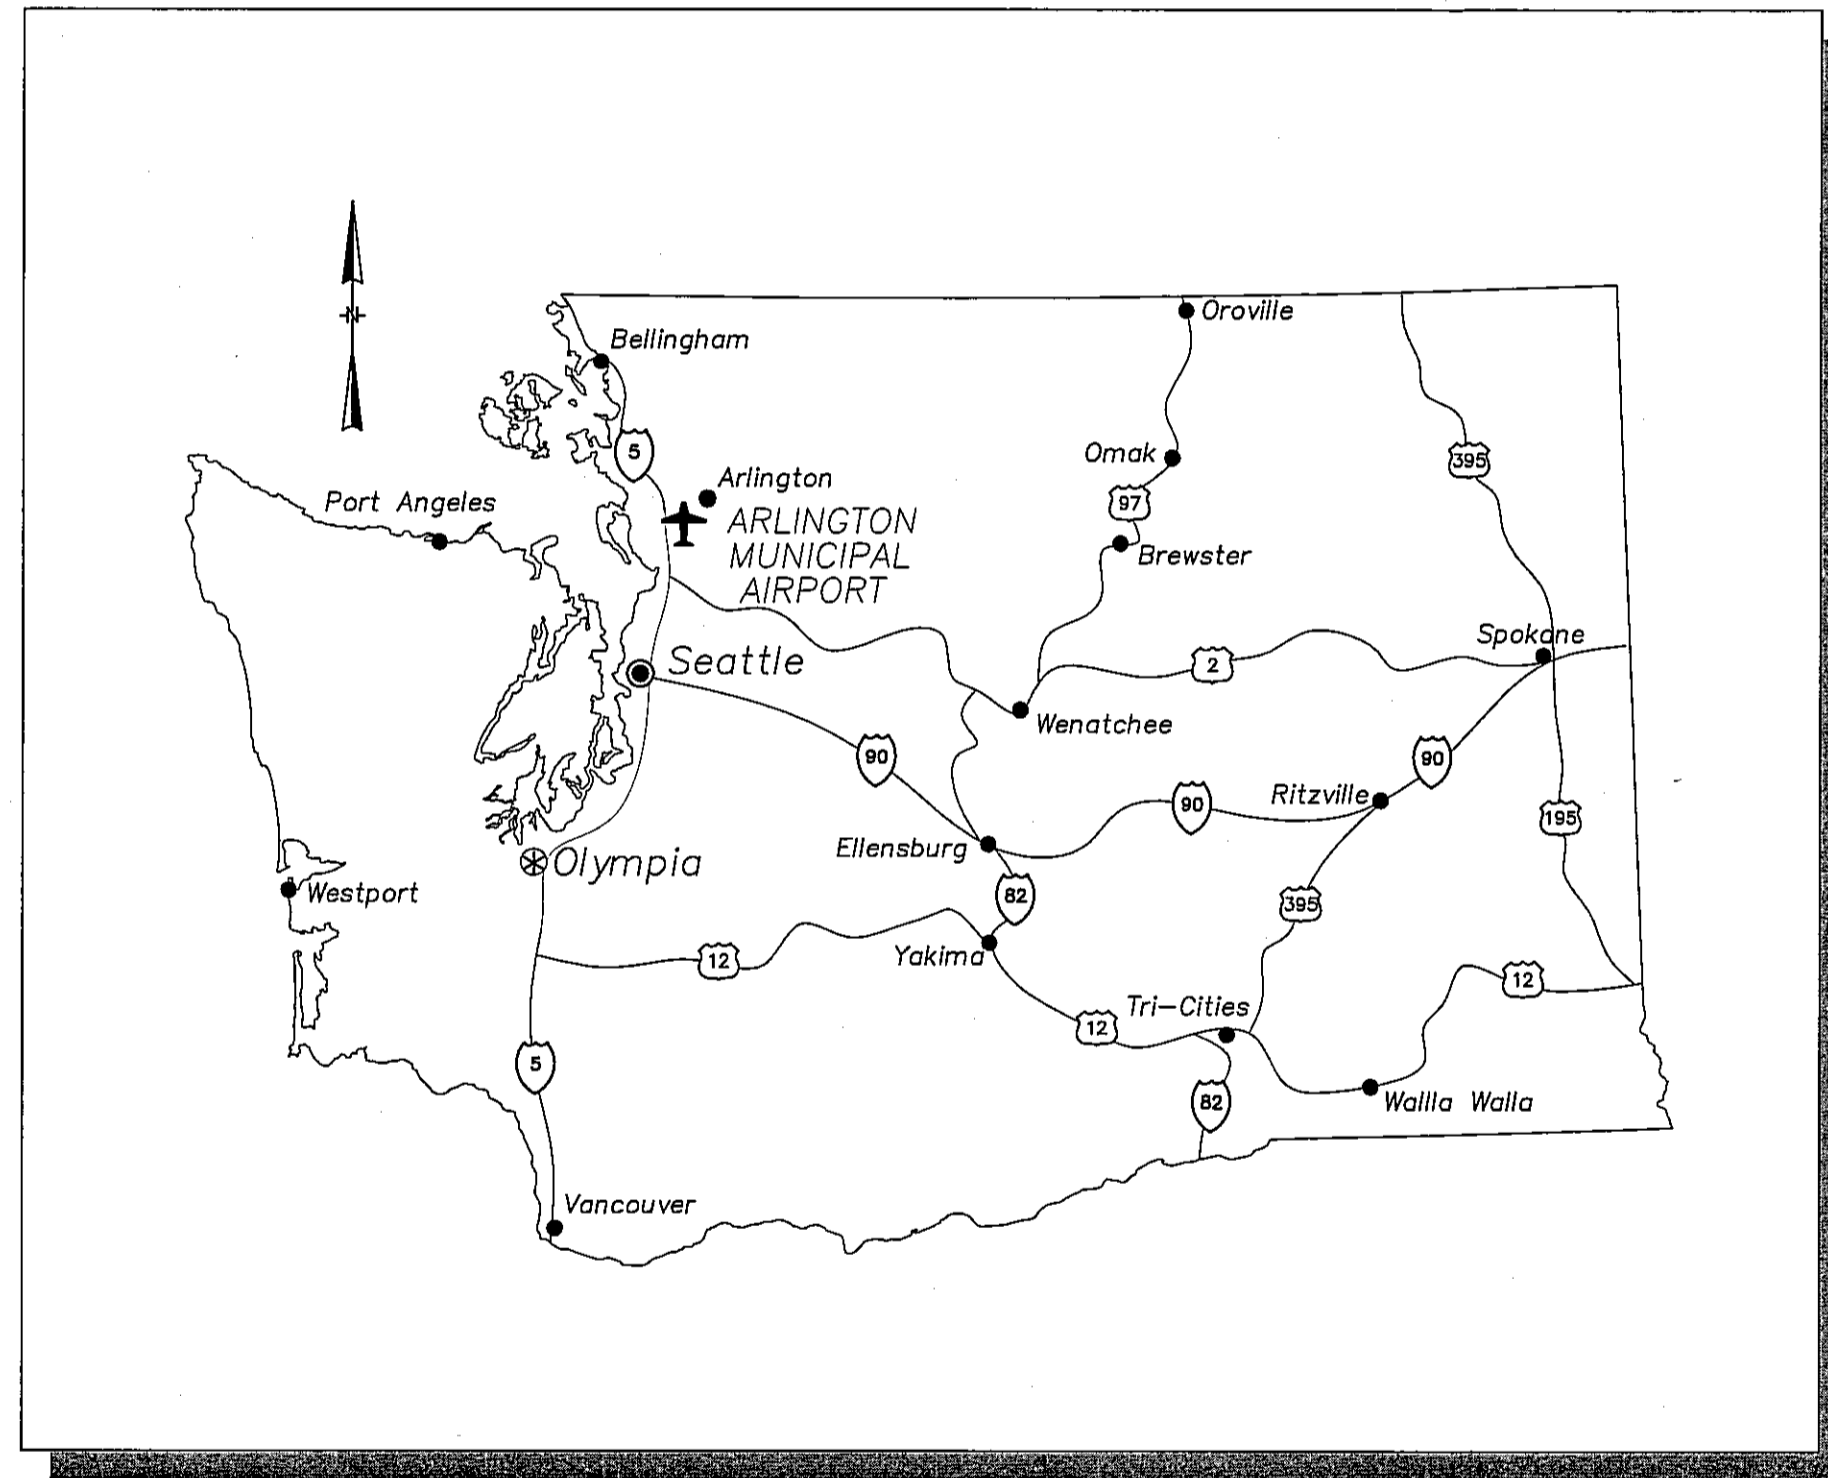 N
Oroville
Bellingham
5
Omak
395
Arlington
Port Angeles
97
ARLINGTON
MUNICIPAL
AIRPORT
Brewster
Spokane
Seattle
2
Wenatchee
90
90
Ritzville
90
195
Ellensburg
Olympia
Westport
82
395
Yakima
12
12
Tri-Cities
12
5
82
Wallla Walla
Vancouver